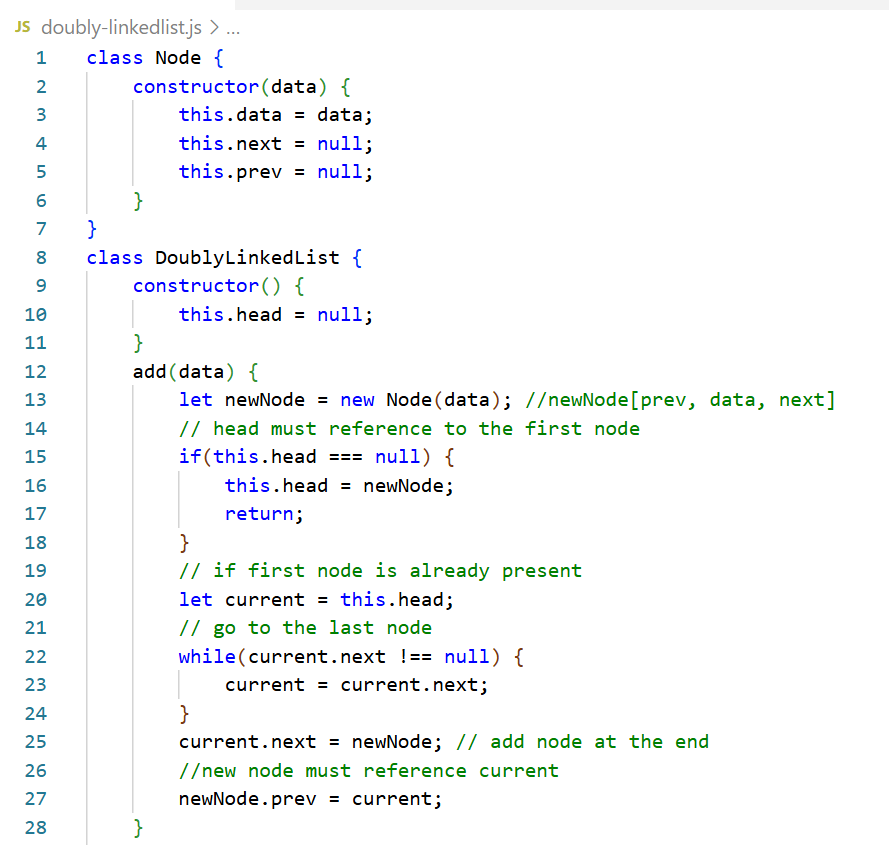 JS doubly-linkedlist.js > ...
1 class Node {
2 constructor(data) {
3 this.data = data;
4 this.next = null;
5 this.prev = null;
6 }
7 }
8 class DoublyLinkedList {
9 constructor() {
10 this.head = null;
11 }
12 add(data) {
13 let newNode = new Node(data); //newNode[prev, data, next]
14 // head must reference to the first node
15 if(this.head === null) {
16 this.head = newNode;
17 return;
18 }
19 // if first node is already present
20 let current = this.head;
21 // go to the last node
22 while(current.next !== null) {
23 current = current.next;
24 }
25 current.next = newNode; // add node at the end
26 //new node must reference current
27 newNode.prev = current;
28 }